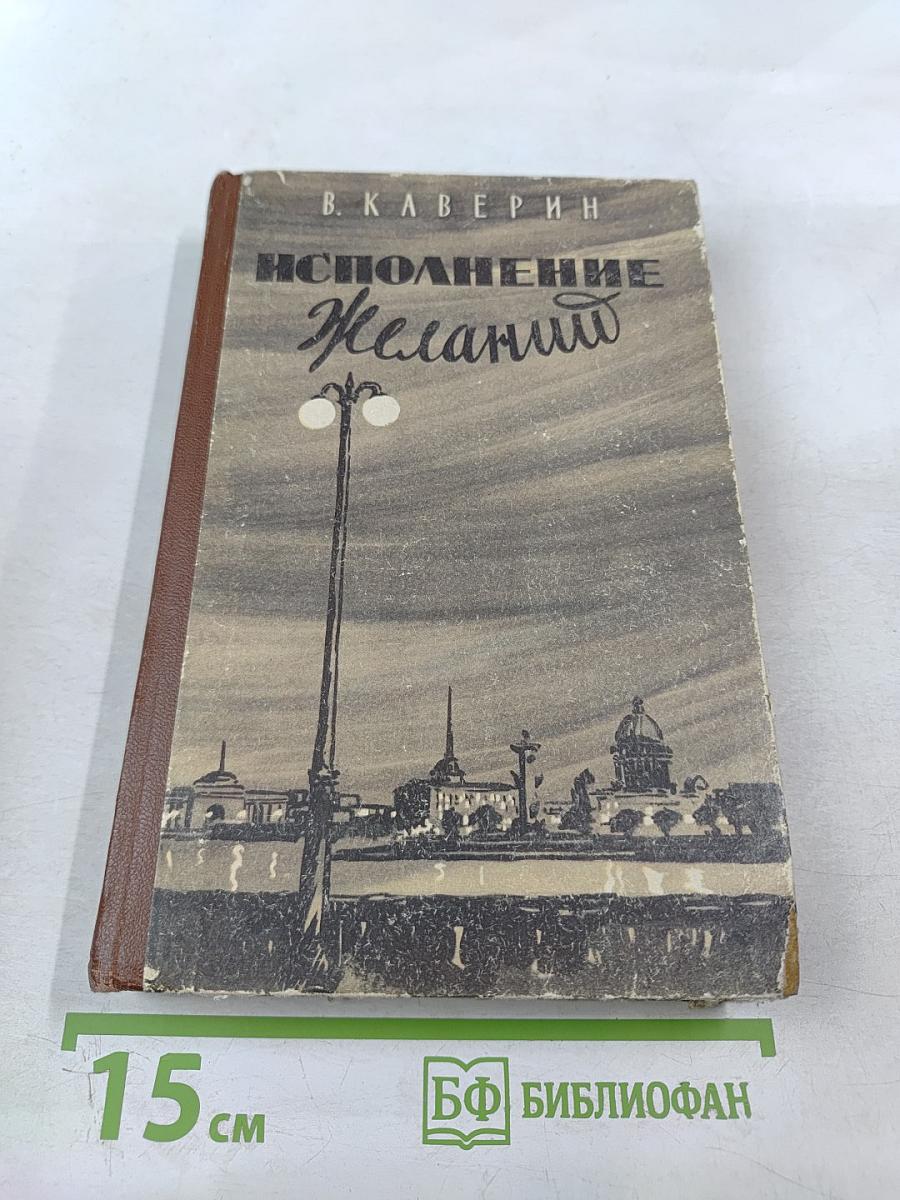 В. КАВЕРИН
ИСПОЛНЕНИЕ
Желаний
15 см
БФ БИБЛИОФАН